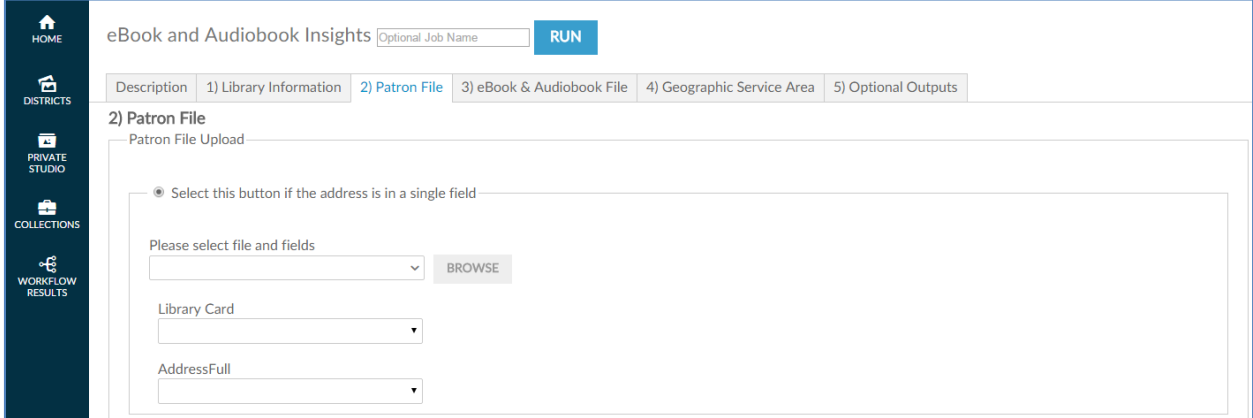 HOME
DISTRICTS
PRIVATE
STUDIO
COLLECTIONS
WORKFLOW
RESULTS
eBook and Audiobook Insights Optional Job Name RUN
Description 1) Library Information 2) Patron File 3) eBook & Audiobook File 4) Geographic Service Area 5) Optional Outputs
2) Patron File
Patron File Upload
Select this button if the address is in a single field
Please select file and fields
BROWSE
Library Card
AddressFull